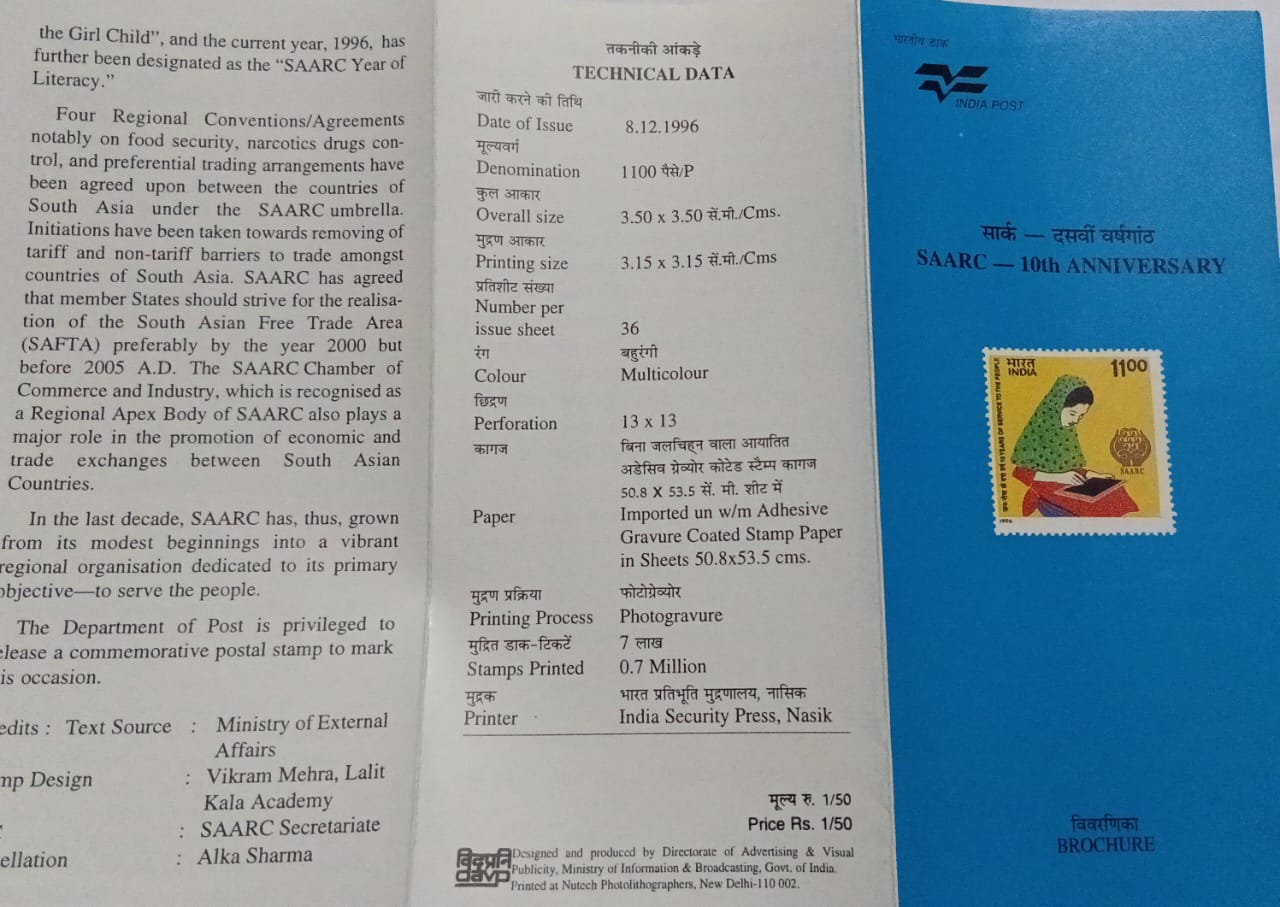 the Girl Child”, and the current year, 1996, has
further been designated as the “SAARC Year of
Literacy.”
Four Regional Conventions/Agreements
notably on food security, narcotics drugs con-
trol, and preferential trading arrangements have
been agreed upon between the countries of
South Asia under the SAARC umbrella.
Initiations have been taken towards removing of
tariff and non-tariff barriers to trade amongst
countries of South Asia. SAARC has agreed
that member States should strive for the realisa-
tion of the South Asian Free Trade Area
(SAFTA) preferably by the year 2000 but
before 2005 A.D. The SAARC Chamber of
Commerce and Industry, which is recognised as
a Regional Apex Body of SAARC also plays a
major role in the promotion of economic and
trade exchanges between South Asian
Countries.
In the last decade, SAARC has, thus, grown
from its modest beginnings into a vibrant
regional organisation dedicated to its primary
objective—to serve the people.
The Department of Post is privileged to
elease a commemorative postal stamp to mark
is occasion.
edits : Text Source : Ministry of External
Affairs
mp Design : Vikram Mehra, Lalit
Kala Academy
: SAARC Secretariate
ellation : Alka Sharma
तकनीकी आंकड़े
TECHNICAL DATA
जारी करने की तिथि
Date of Issue 8.12.1996
मूल्यवर्ग
Denomination 1100 पैसे/P
कुल आकार
Overall size 3.50 x 3.50 सें.मी./Cms.
मुद्रण आकार
Printing size 3.15 x 3.15 सें.मी./Cms
प्रतिशीट संख्या
Number per
issue sheet 36
रंग बहुरंगी
Colour Multicolour
छिद्रण
Perforation 13 x 13
कागज बिना जलचिह्न वाला आयातित
अडेसिव ग्रेव्योर कोटेड स्टैम्प कागज
50.8 X 53.5 सें. मी. शीट में
Paper Imported un w/m Adhesive
Gravure Coated Stamp Paper
in Sheets 50.8x53.5 cms.
मुद्रण प्रक्रिया फोटोग्रेव्योर
Printing Process Photogravure
मुद्रित डाक-टिकटें 7 लाख
Stamps Printed 0.7 Million
मुद्रक भारत प्रतिभूति मुद्रणालय, नासिक
Printer India Security Press, Nasik
मूल्य रु. 1/50
Price Rs. 1/50
विदृप्रनि
davp
Designed and produced by Directorate of Advertising & Visual
Publicity, Ministry of Information & Broadcasting, Govt. of India.
Printed at Nutech Photolithographers, New Delhi-110 002.
भारतीय डाक
INDIA POST
सार्क — दसवीं वर्षगांठ
SAARC — 10th ANNIVERSARY
भारत 1100
INDIA
10 YEARS OF SERVICE TO THE PEOPLE
SAARC
1996
विवरणिका
BROCHURE